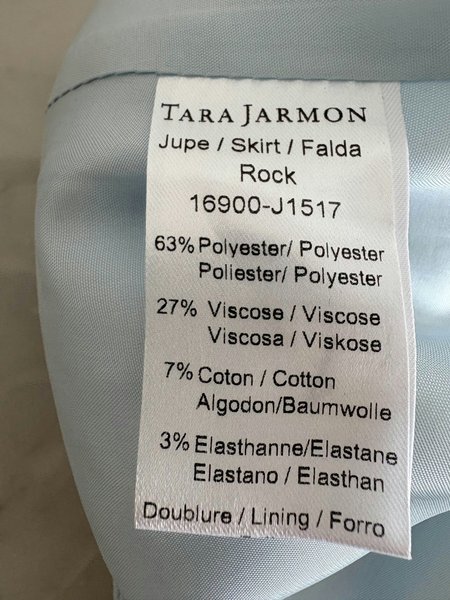 TARA JARMON
Jupe / Skirt / Falda
Rock
16900-J1517
63% Polyester/ Polyester
Poliester/ Polyester
27% Viscose / Viscose
Viscosa / Viskose
7% Coton / Cotton
Algodon/Baumwolle
3% Elasthanne/Elastane
Elastano / Elasthan
Doublure / Lining / Forro